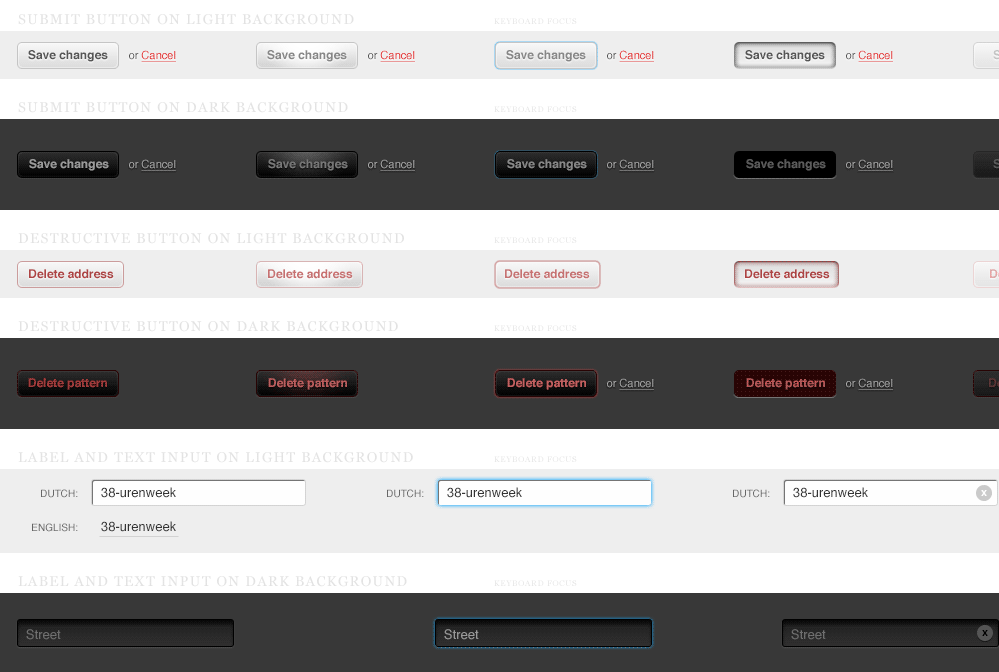 SUBMIT BUTTON ON LIGHT BACKGROUND KEYBOARD FOCUS
Save changes or Cancel Save changes or Cancel Save changes or Cancel Save changes or Cancel S
SUBMIT BUTTON ON DARK BACKGROUND KEYBOARD FOCUS
Save changes or Cancel Save changes or Cancel Save changes or Cancel Save changes or Cancel S
DESTRUCTIVE BUTTON ON LIGHT BACKGROUND KEYBOARD FOCUS
Delete address Delete address Delete address Delete address D
DESTRUCTIVE BUTTON ON DARK BACKGROUND KEYBOARD FOCUS
Delete pattern Delete pattern Delete pattern or Cancel Delete pattern or Cancel D
LABEL AND TEXT INPUT ON LIGHT BACKGROUND KEYBOARD FOCUS
DUTCH: 38-urenweek DUTCH: 38-urenweek DUTCH: 38-urenweek x
ENGLISH: 38-urenweek
LABEL AND TEXT INPUT ON DARK BACKGROUND KEYBOARD FOCUS
Street Street Street x